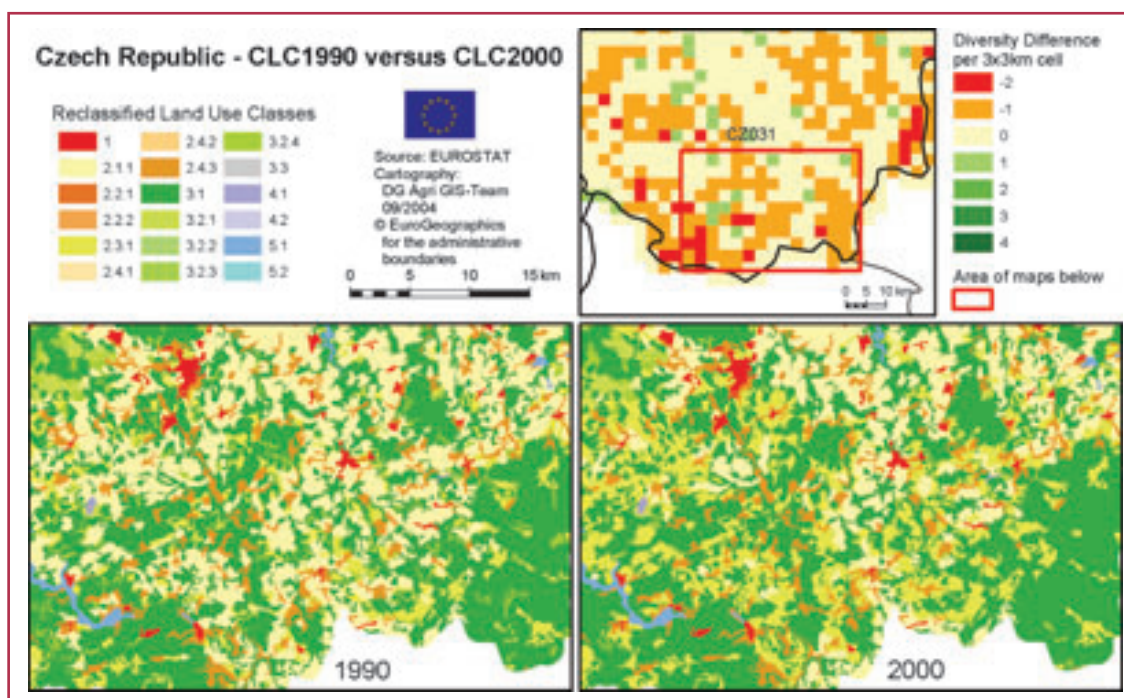 Czech Republic - CLC1990 versus CLC2000
Reclassified Land Use Classes
1
2.1.1
2.2.1
2.2.2
2.3.1
2.4.1
2.4.2
2.4.3
3.1
3.2.1
3.2.2
3.2.3
3.2.4
3.3
4.1
4.2
5.1
5.2
Source: EUROSTAT
Cartography:
DG Agri GIS-Team
09/2004
© EuroGeographics
for the administrative
boundaries
0 5 10 15 km
CZ031
0 5 10 km
Diversity Difference
per 3x3km cell
-2
-1
0
1
2
3
4
Area of maps below
1990
2000